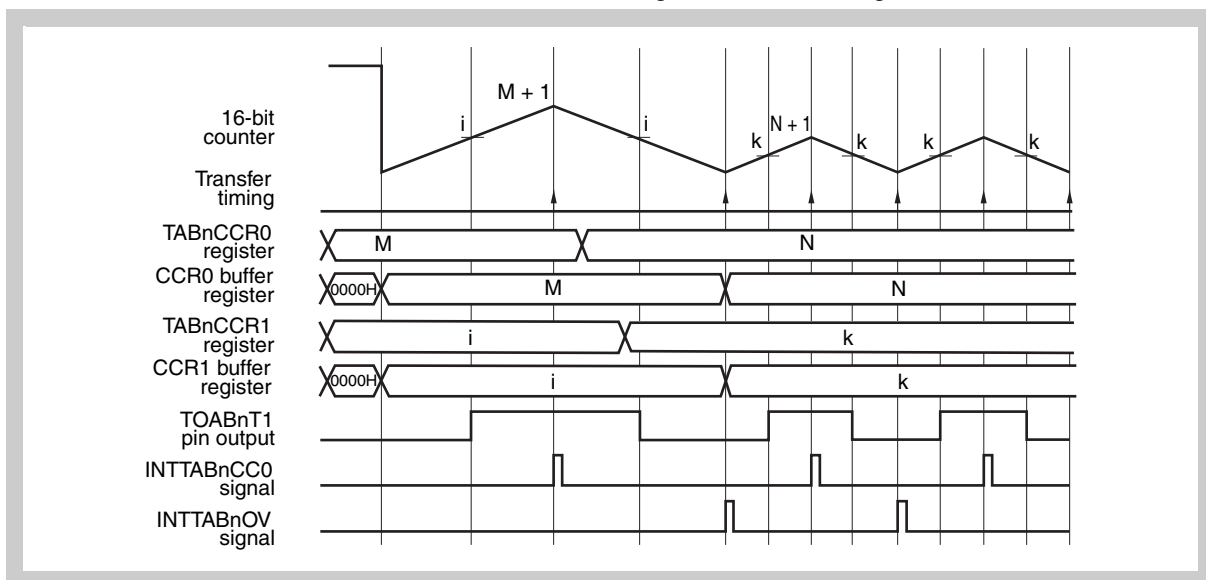 M + 1
i
i
N + 1
k
k
k
k
16-bit
counter
Transfer
timing
TABnCCR0
register
M
N
CCR0 buffer
register
0000H
M
N
TABnCCR1
register
i
k
CCR1 buffer
register
0000H
i
k
TOABnT1
pin output
INTTABnCC0
signal
INTTABnOV
signal